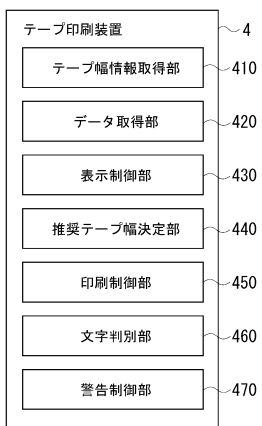 テープ印刷装置 4
テープ幅情報取得部 410
データ取得部 420
表示制御部 430
推奨テープ幅決定部 440
印刷制御部 450
文字判別部 460
警告制御部 470